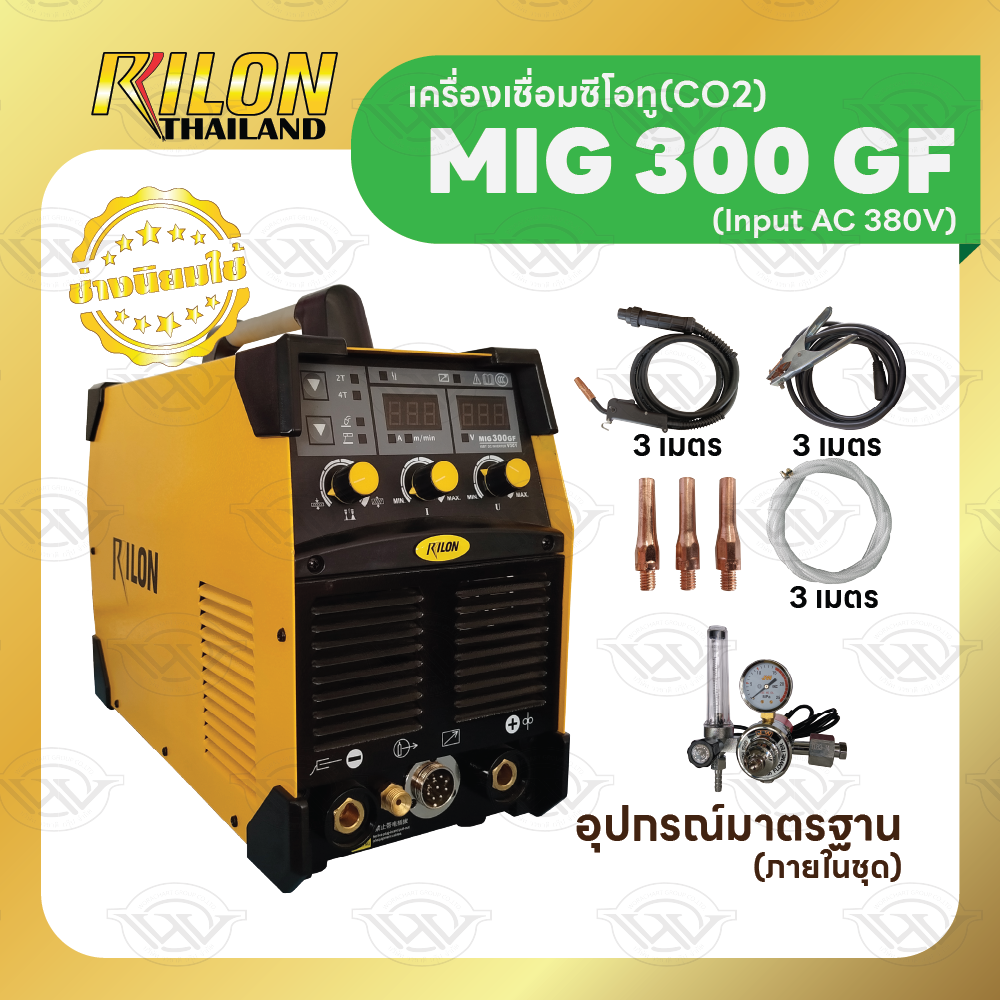 RILON
THAILAND
เครื่องเชื่อมซีโอทู(CO2)
MIG 300 GF
(Input AC 380V)
ช่างนิยมใช้
2T
4T
A
m/min
V
MIG300GF
MIN.
MAX.
MIN.
MAX.
I
U
RILON
RILON
3 เมตร
3 เมตร
3 เมตร
อุปกรณ์มาตรฐาน
(ภายในชุด)